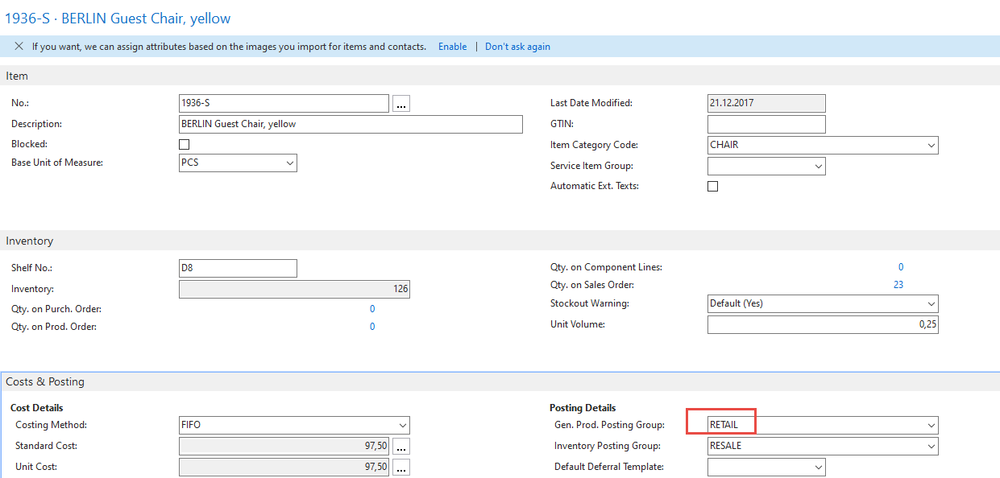 1936-S · BERLIN Guest Chair, yellow
If you want, we can assign attributes based on the images you import for items and contacts. Enable | Don't ask again
Item
No.: 1936-S ... Last Date Modified: 21.12.2017
Description: BERLIN Guest Chair, yellow GTIN:
Blocked: Item Category Code: CHAIR
Base Unit of Measure: PCS Service Item Group:
Automatic Ext. Texts:
Inventory
Shelf No.: D8 Qty. on Component Lines: 0
Inventory: 126 Qty. on Sales Order: 23
Qty. on Purch. Order: 0 Stockout Warning: Default (Yes)
Qty. on Prod. Order: 0 Unit Volume: 0,25
Costs & Posting
Cost Details Posting Details
Costing Method: FIFO Gen. Prod. Posting Group: RETAIL
Standard Cost: 97,50 ... Inventory Posting Group: RESALE
Unit Cost: 97,50 ... Default Deferral Template: